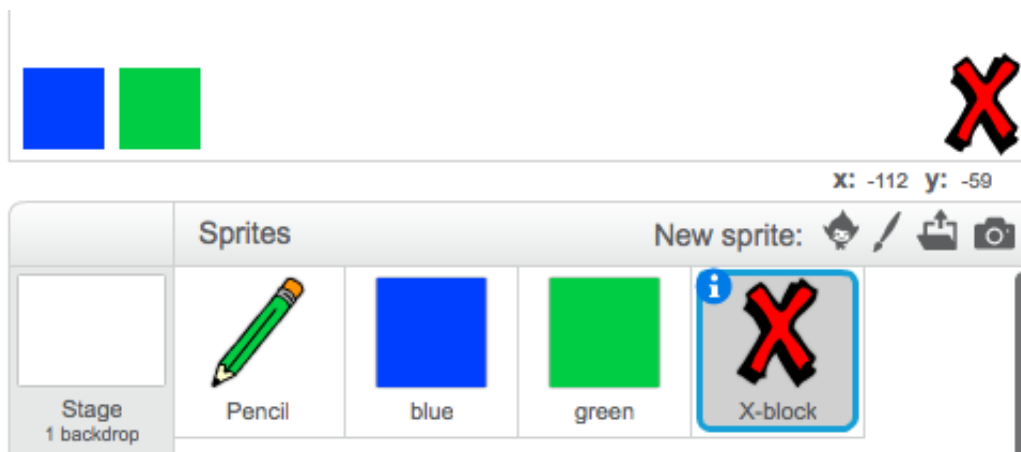 x: -112 y: -59
Sprites New sprite:
Stage
1 backdrop
Pencil
blue
green
X-block